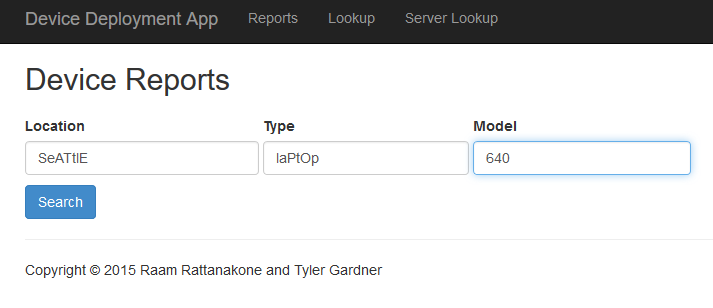 Device Deployment App Reports Lookup Server Lookup
Device Reports
Location Type Model
SeATtlE laPtOp 640
Search
Copyright © 2015 Raam Rattanakone and Tyler Gardner